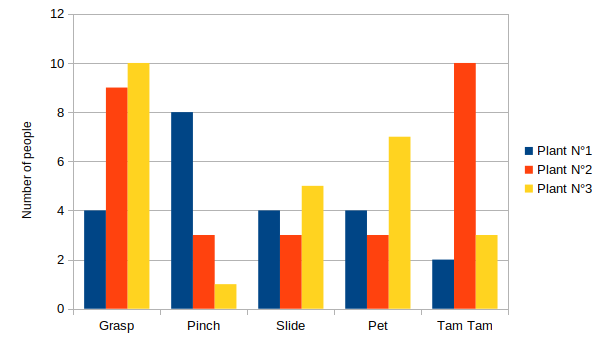 12
10
8
6
4
2
0
Number of people
Grasp Pinch Slide Pet Tam Tam
Plant N°1
Plant N°2
Plant N°3